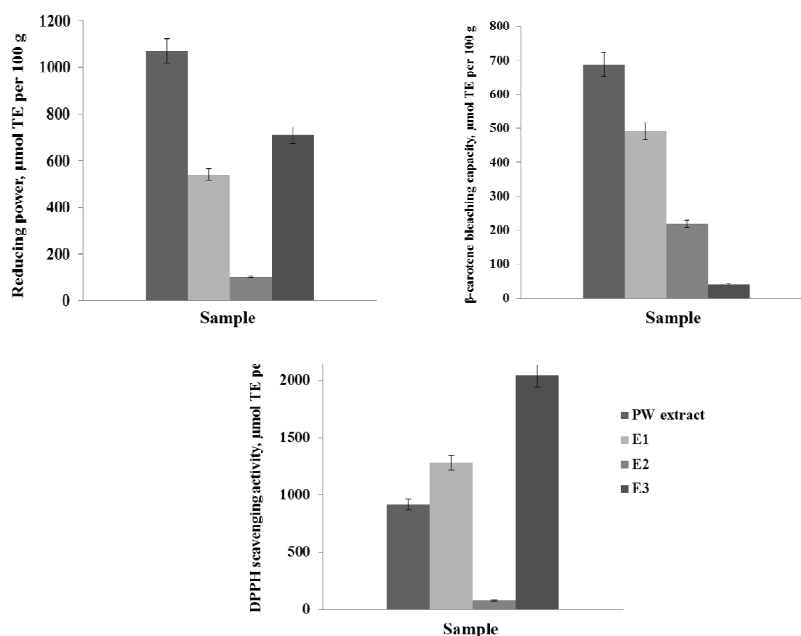 Reducing power, µmol TE per 100 g
1200
1000
800
600
400
200
0
Sample
β-carotene bleaching capacity, µmol TE per 100 g
800
700
600
500
400
300
200
100
0
Sample
DPPH scavenging activity, µmol TE pe
2000
1500
1000
500
0
Sample
PW extract
E1
E2
E3